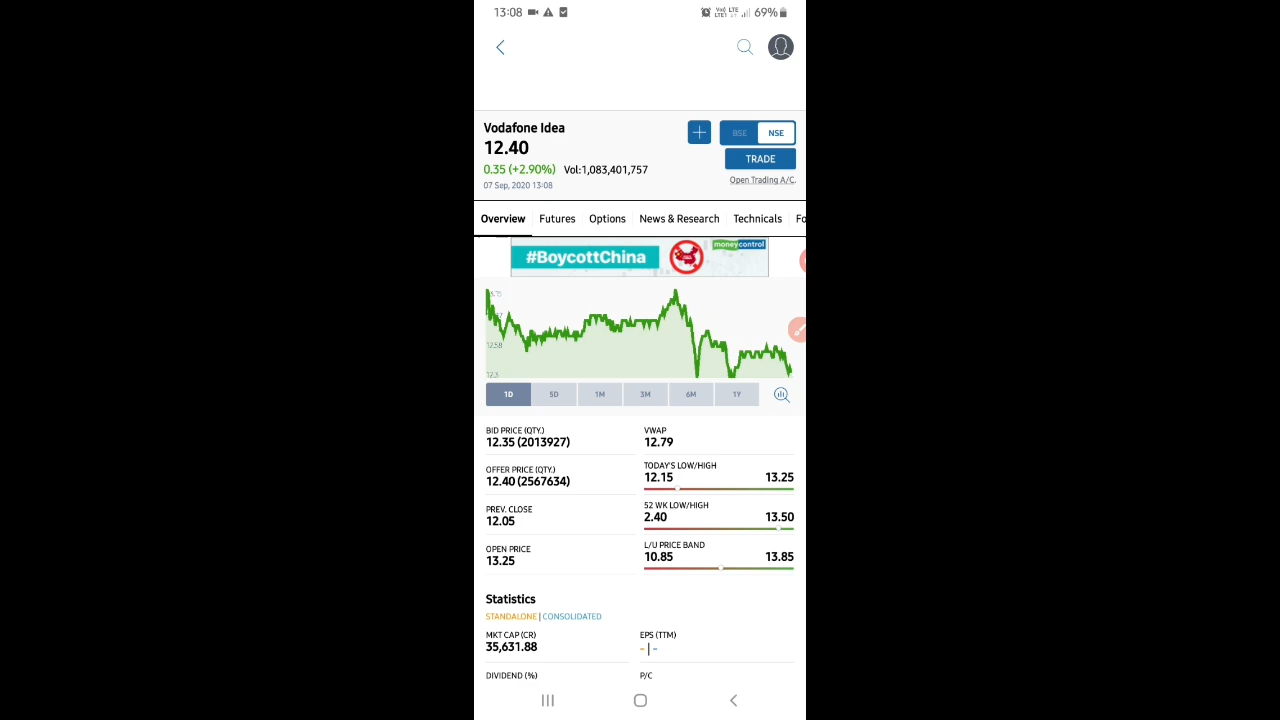 13:08 69%
Vodafone Idea
12.40
0.35 (+2.90%) Vol:1,083,401,757
07 Sep, 2020 13:08
BSE NSE
TRADE
Open Trading A/C.
Overview Futures Options News & Research Technicals Fo
#BoycottChina moneycontrol
12.58
12.3
1D 5D 1M 3M 6M 1Y
BID PRICE (QTY.) VWAP
12.35 (2013927) 12.79
OFFER PRICE (QTY.) TODAY'S LOW/HIGH
12.40 (2567634) 12.15 13.25
PREV. CLOSE 52 WK LOW/HIGH
12.05 2.40 13.50
OPEN PRICE L/U PRICE BAND
13.25 10.85 13.85
Statistics
STANDALONE | CONSOLIDATED
MKT CAP (CR) EPS (TTM)
35,631.88 - | -
DIVIDEND (%) P/C